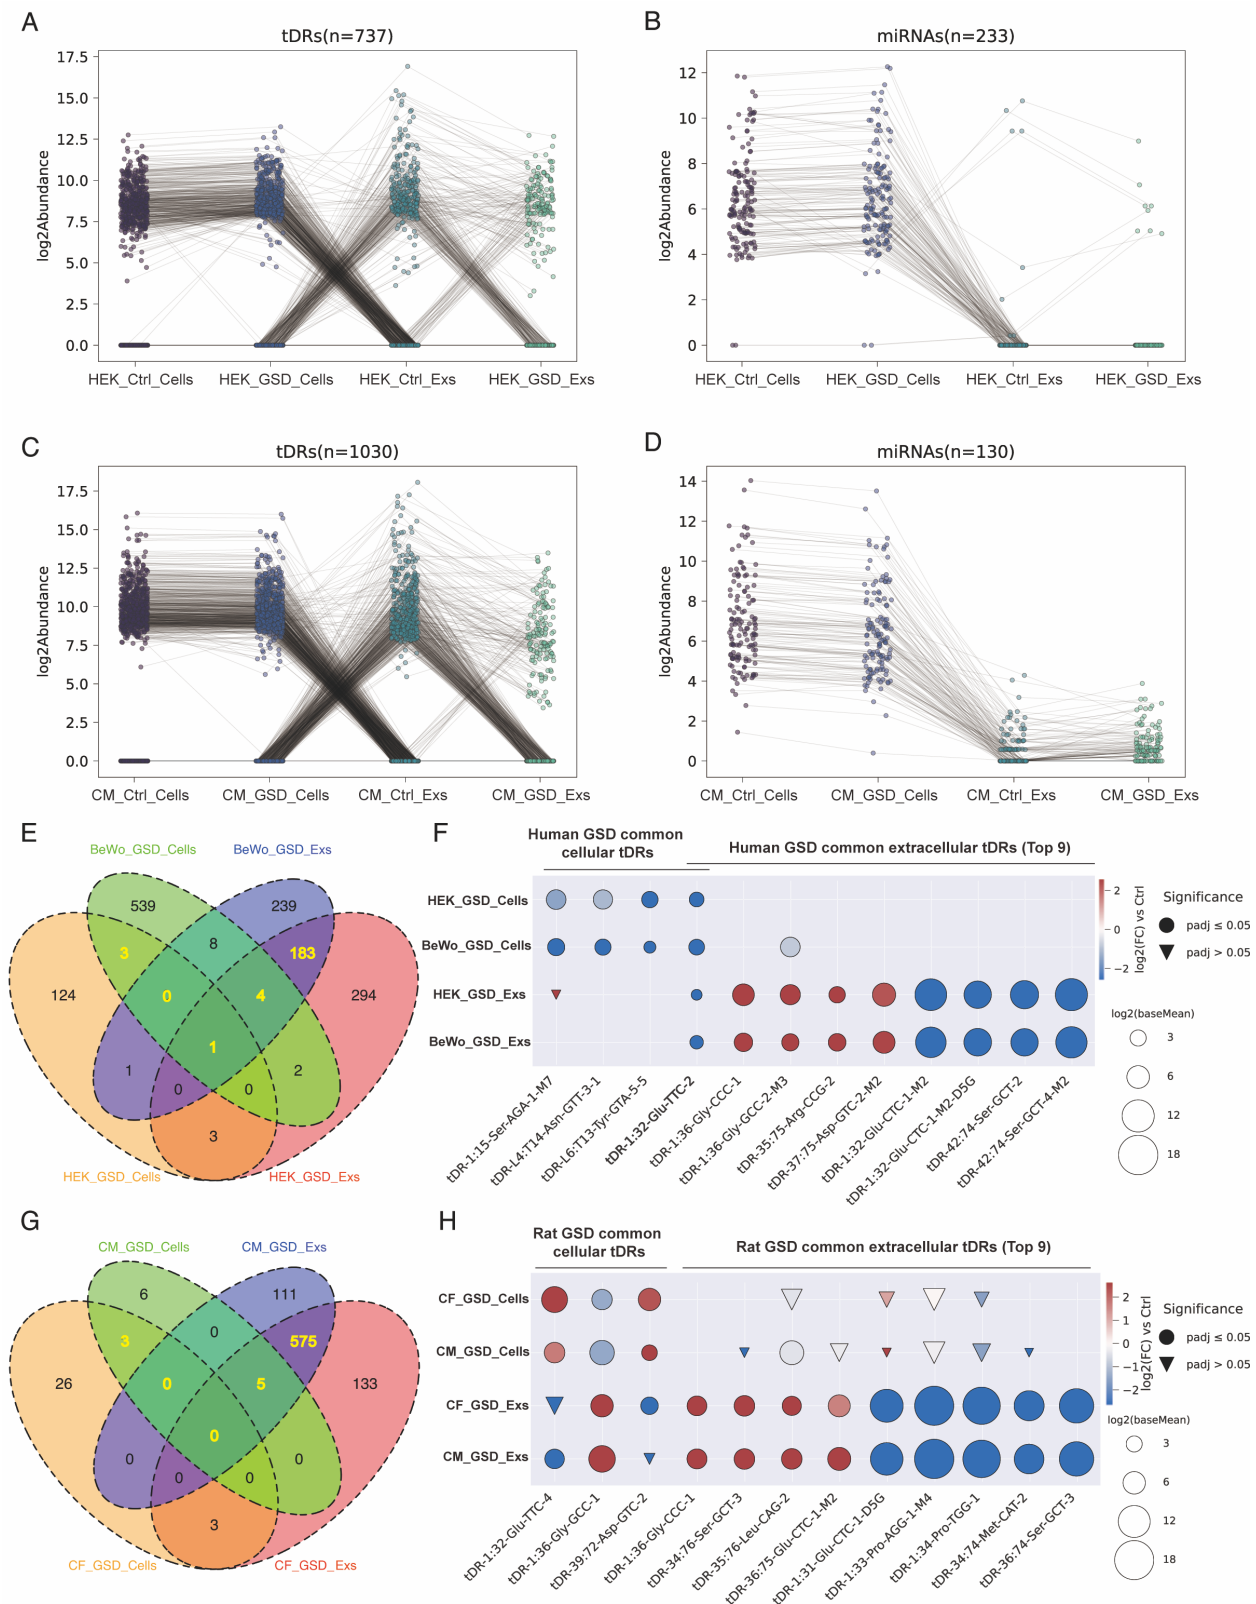 A
tDRs(n=737)
17.5
15.0
12.5
10.0
7.5
5.0
2.5
0.0
log2Abundance
HEK_Ctrl_Cells
HEK_GSD_Cells
HEK_Ctrl_Exs
HEK_GSD_Exs
B
miRNAs(n=233)
12
10
8
6
4
2
0
log2Abundance
HEK_Ctrl_Cells
HEK_GSD_Cells
HEK_Ctrl_Exs
HEK_GSD_Exs
C
tDRs(n=1030)
17.5
15.0
12.5
10.0
7.5
5.0
2.5
0.0
log2Abundance
CM_Ctrl_Cells
CM_GSD_Cells
CM_Ctrl_Exs
CM_GSD_Exs
D
miRNAs(n=130)
14
12
10
8
6
4
2
0
log2Abundance
CM_Ctrl_Cells
CM_GSD_Cells
CM_Ctrl_Exs
CM_GSD_Exs
E
BeWo_GSD_Cells
BeWo_GSD_Exs
539
239
3
8
183
124
0
4
294
1
1
0
0
2
3
HEK_GSD_Cells
HEK_GSD_Exs
F
Human GSD common
cellular tDRs
Human GSD common extracellular tDRs (Top 9)
HEK_GSD_Cells
BeWo_GSD_Cells
HEK_GSD_Exs
BeWo_GSD_Exs
tDR-1:15-Ser-AGA-1-M7
tDR-L4:T14-Asn-GTT-3-1
tDR-L6:T13-Tyr-GTA-5-5
tDR-1:32-Glu-TTC-2
tDR-1:36-Gly-CCC-1
tDR-1:36-Gly-GCC-2-M3
tDR-35:75-Arg-CCG-2
tDR-37:75-Asp-GTC-2-M2
tDR-1:32-Glu-CTC-1-M2
tDR-1:32-Glu-CTC-1-M2-D5G
tDR-42:74-Ser-GCT-2
tDR-42:74-Ser-GCT-4-M2
2
0
−2
log2(FC) vs Ctrl
Significance
padj ≤ 0.05
padj > 0.05
log2(baseMean)
3
6
12
18
G
CM_GSD_Cells
CM_GSD_Exs
6
111
3
0
575
26
0
5
133
0
0
0
0
0
3
CF_GSD_Cells
CF_GSD_Exs
H
Rat GSD common
cellular tDRs
Rat GSD common extracellular tDRs (Top 9)
CF_GSD_Cells
CM_GSD_Cells
CF_GSD_Exs
CM_GSD_Exs
tDR-1:32-Glu-TTC-4
tDR-1:36-Gly-GCC-1
tDR-39:72-Asp-GTC-2
tDR-1:36-Gly-CCC-1
tDR-34:76-Ser-GCT-3
tDR-35:76-Leu-CAG-2
tDR-36:75-Glu-CTC-1-M2
tDR-1:31-Glu-CTC-1-D5G
tDR-1:33-Pro-AGG-1-M4
tDR-1:34-Pro-TGG-1
tDR-34:74-Met-CAT-2
tDR-36:74-Ser-GCT-3
2
1
0
−1
−2
log2(FC) vs Ctrl
Significance
padj ≤ 0.05
padj > 0.05
log2(baseMean)
3
6
12
18